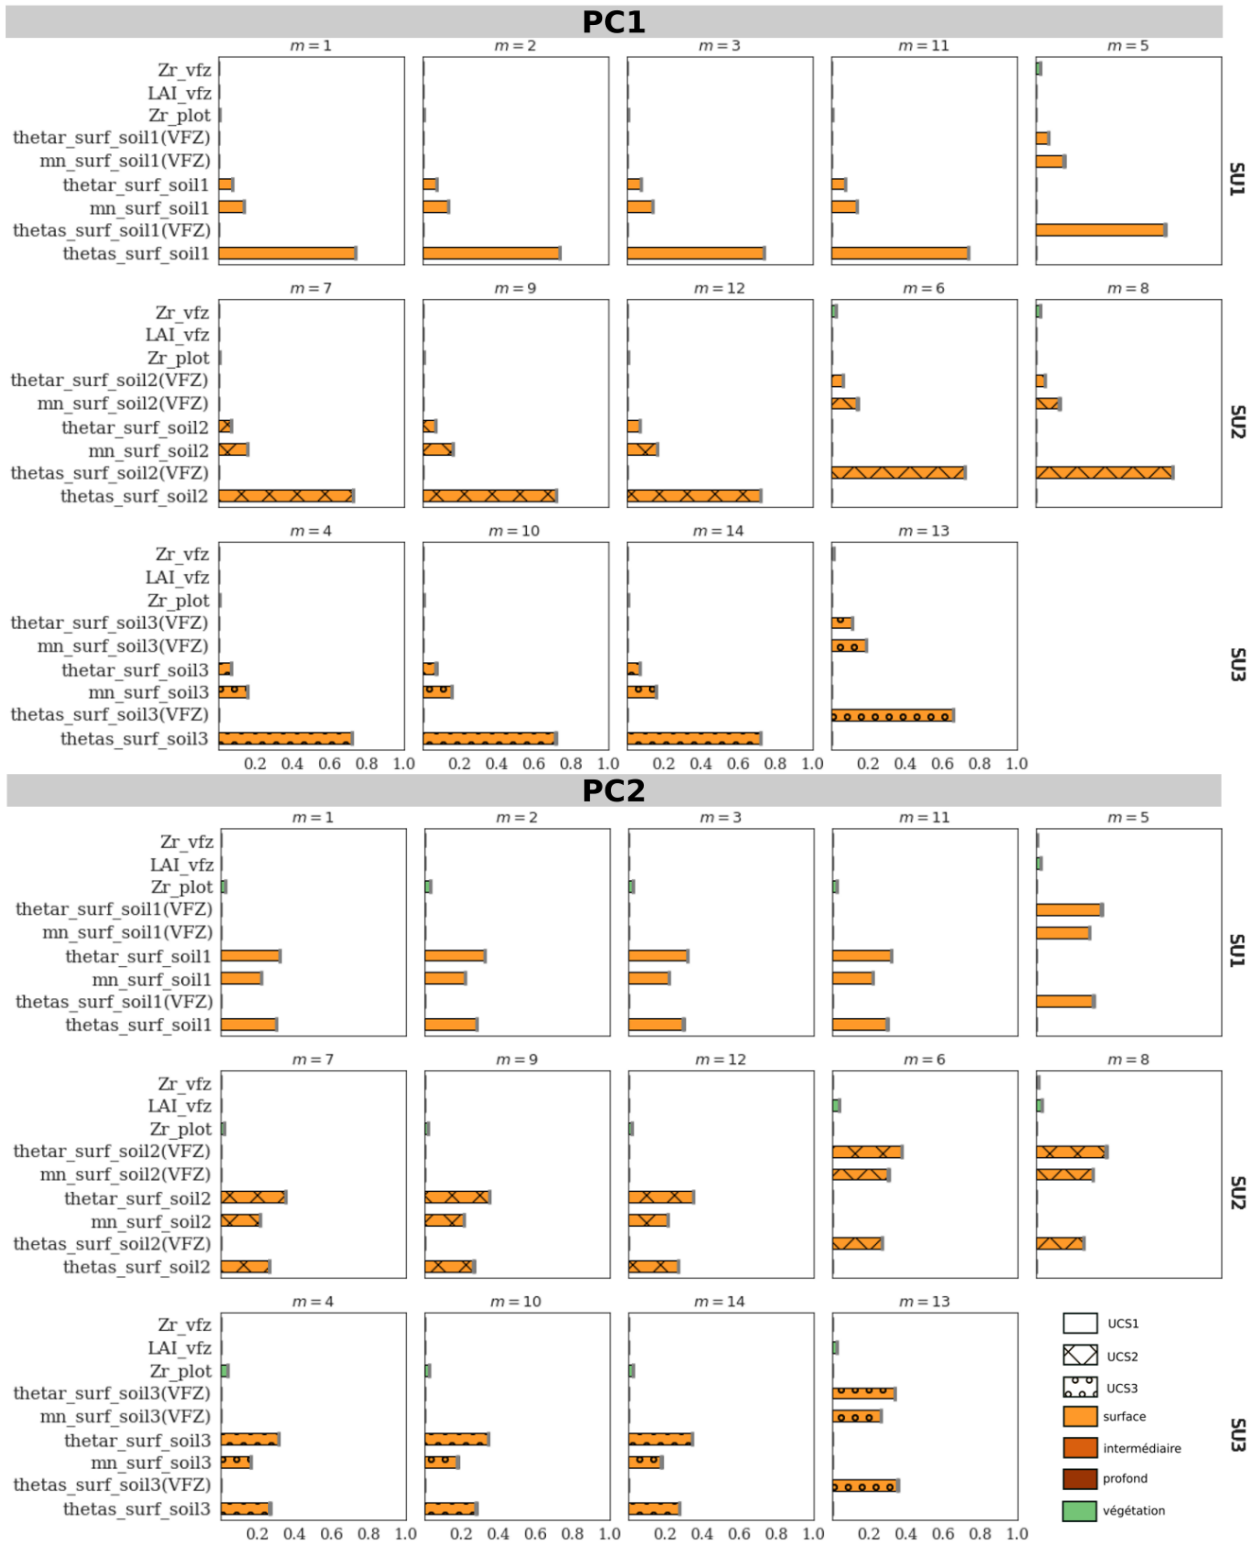 PC1
m = 1 m = 2 m = 3 m = 11 m = 5
Zr_vfz
LAI_vfz
Zr_plot
thetar_surf_soil1(VFZ)
mn_surf_soil1(VFZ)
thetar_surf_soil1
mn_surf_soil1
thetas_surf_soil1(VFZ)
thetas_surf_soil1
SU1
m = 7 m = 9 m = 12 m = 6 m = 8
Zr_vfz
LAI_vfz
Zr_plot
thetar_surf_soil2(VFZ)
mn_surf_soil2(VFZ)
thetar_surf_soil2
mn_surf_soil2
thetas_surf_soil2(VFZ)
thetas_surf_soil2
SU2
m = 4 m = 10 m = 14 m = 13
Zr_vfz
LAI_vfz
Zr_plot
thetar_surf_soil3(VFZ)
mn_surf_soil3(VFZ)
thetar_surf_soil3
mn_surf_soil3
thetas_surf_soil3(VFZ)
thetas_surf_soil3
SU3
0.2 0.4 0.6 0.8 1.0 0.2 0.4 0.6 0.8 1.0 0.2 0.4 0.6 0.8 1.0 0.2 0.4 0.6 0.8 1.0
PC2
m = 1 m = 2 m = 3 m = 11 m = 5
Zr_vfz
LAI_vfz
Zr_plot
thetar_surf_soil1(VFZ)
mn_surf_soil1(VFZ)
thetar_surf_soil1
mn_surf_soil1
thetas_surf_soil1(VFZ)
thetas_surf_soil1
SU1
m = 7 m = 9 m = 12 m = 6 m = 8
Zr_vfz
LAI_vfz
Zr_plot
thetar_surf_soil2(VFZ)
mn_surf_soil2(VFZ)
thetar_surf_soil2
mn_surf_soil2
thetas_surf_soil2(VFZ)
thetas_surf_soil2
SU2
m = 4 m = 10 m = 14 m = 13
Zr_vfz
LAI_vfz
Zr_plot
thetar_surf_soil3(VFZ)
mn_surf_soil3(VFZ)
thetar_surf_soil3
mn_surf_soil3
thetas_surf_soil3(VFZ)
thetas_surf_soil3
SU3
0.2 0.4 0.6 0.8 1.0 0.2 0.4 0.6 0.8 1.0 0.2 0.4 0.6 0.8 1.0 0.2 0.4 0.6 0.8 1.0
UCS1
UCS2
UCS3
surface
intermédiaire
profond
végétation